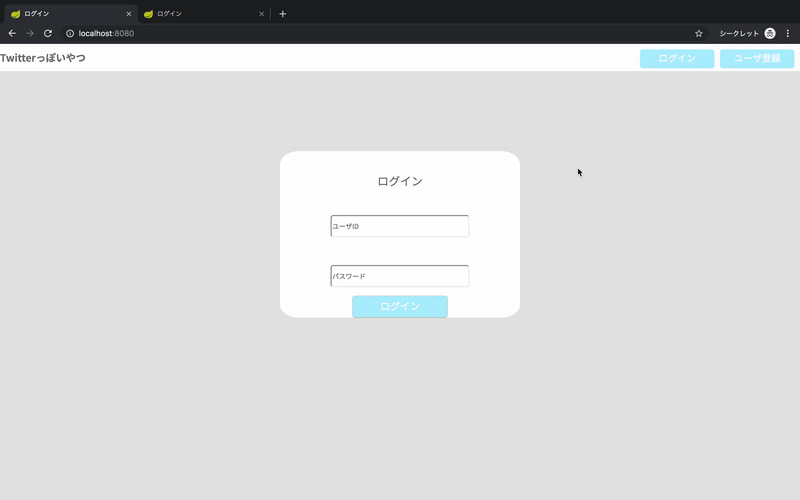 ログイン
ログイン
localhost:8080
シークレット
Twitterっぽいやつ
ログイン
ユーザ登録
ログイン
ユーザID
パスワード
ログイン